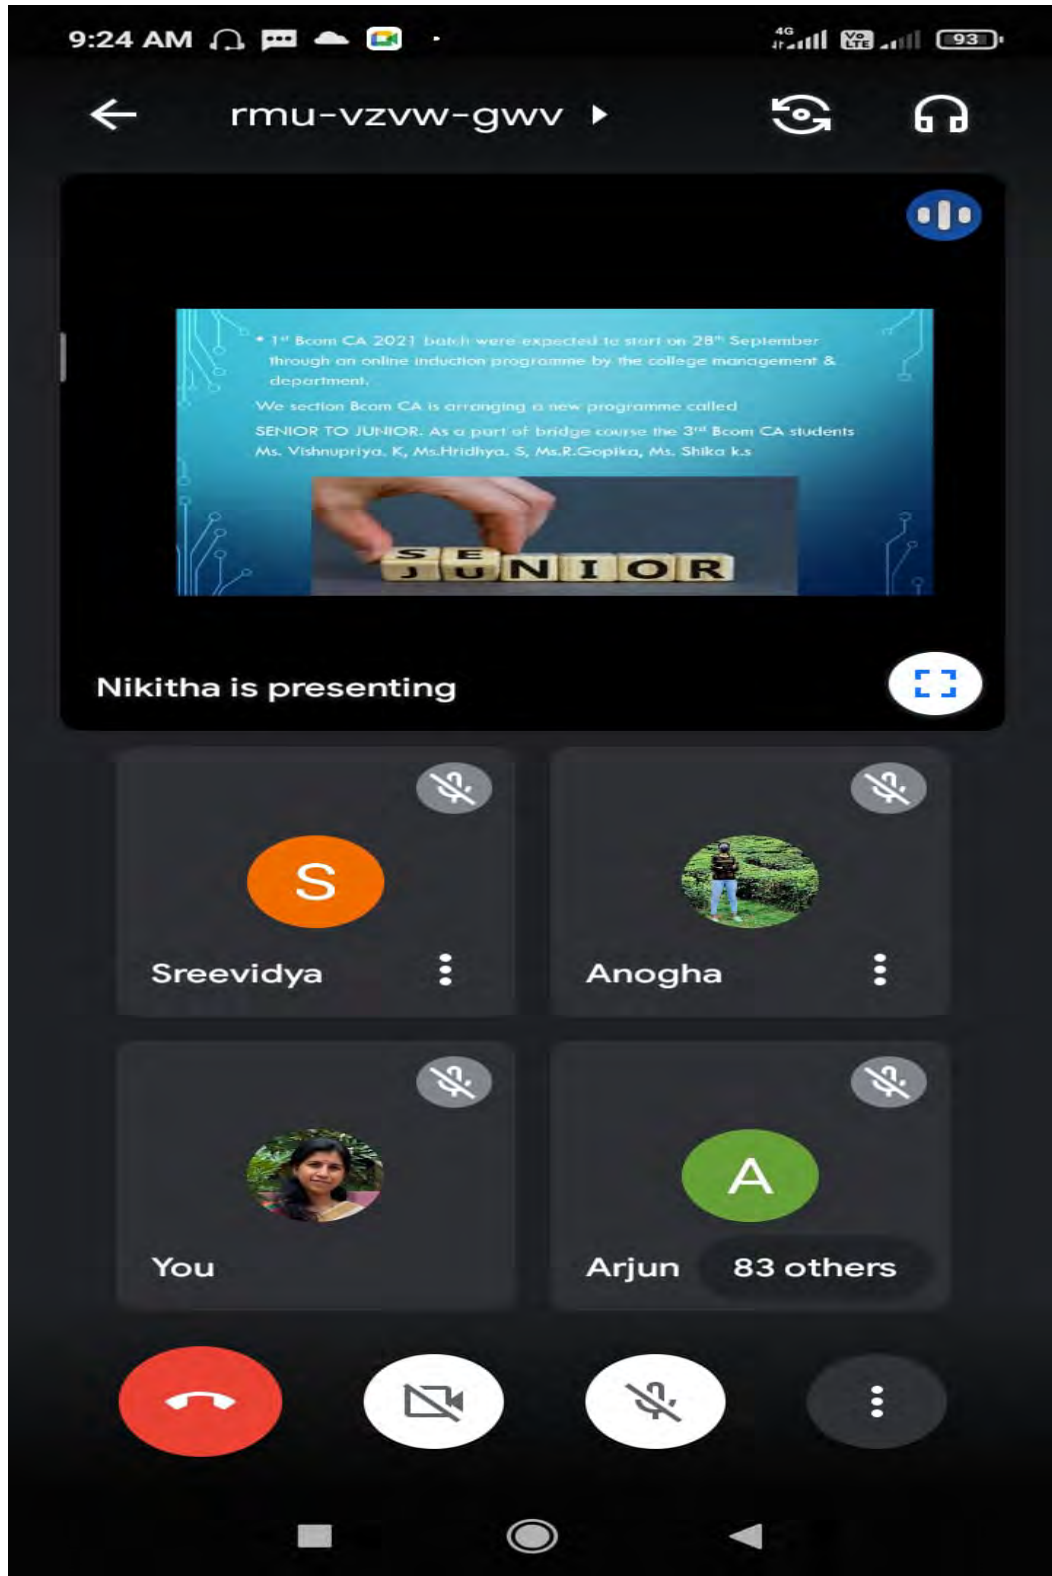 9:24 AM
4G
Vo
LTE
93
rmu-vzvw-gwv
• 1st Bcom CA 2021 batch were expected to start on 28th September
through an online induction programme by the college management &
department.
We section Bcom CA is arranging a new programme called
SENIOR TO JUNIOR. As a part of bridge course the 3rd Bcom CA students
Ms. Vishnupriya. K, Ms.Hridhya. S, Ms.R.Gopika, Ms. Shika k.s
S E
J U N I O R
Nikitha is presenting
S
Sreevidya
Anogha
You
A
Arjun
83 others